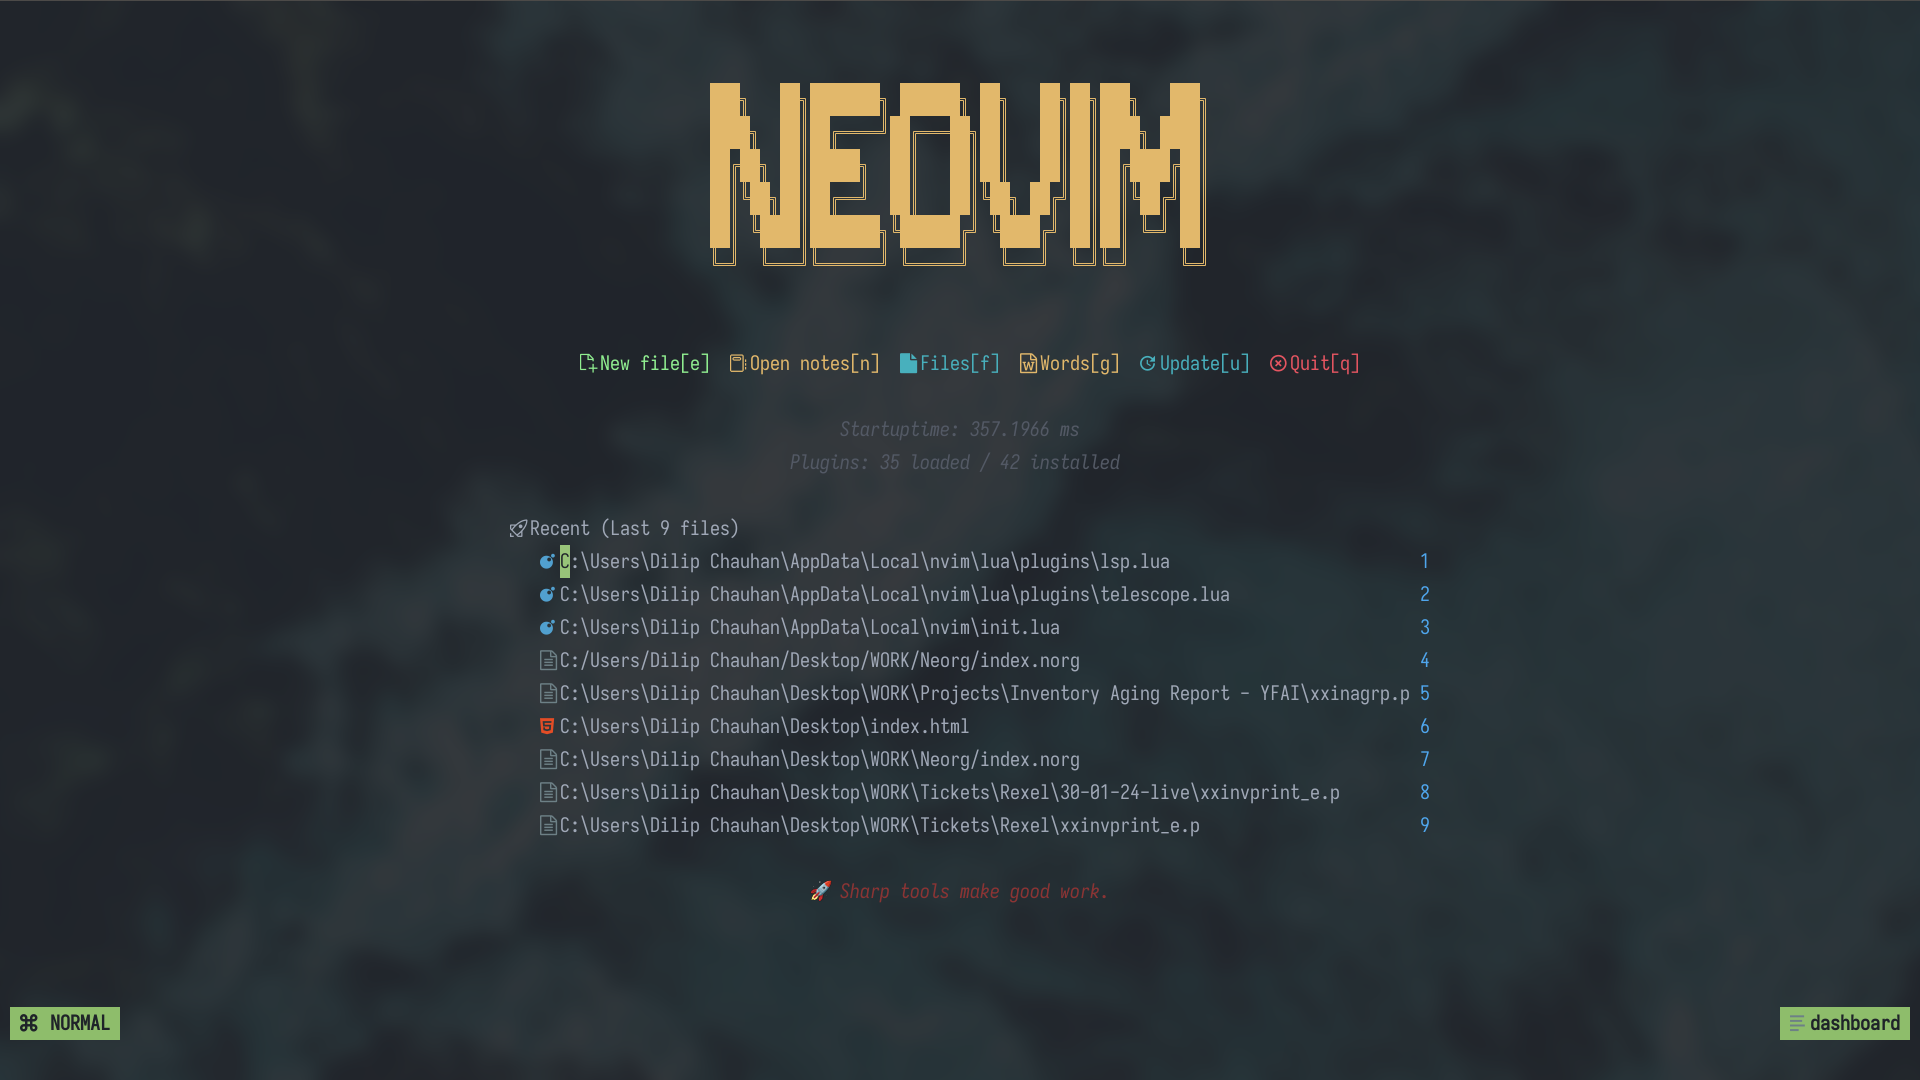 NEOVIM
New file[e] Open notes[n] Files[f] Words[g] Update[u] Quit[q]
Startuptime: 357.1966 ms
Plugins: 35 loaded / 42 installed
Recent (Last 9 files)
C:\Users\Dilip Chauhan\AppData\Local\nvim\lua\plugins\lsp.lua 1
C:\Users\Dilip Chauhan\AppData\Local\nvim\lua\plugins\telescope.lua 2
C:\Users\Dilip Chauhan\AppData\Local\nvim\init.lua 3
C:/Users/Dilip Chauhan/Desktop/WORK/Neorg/index.norg 4
C:\Users\Dilip Chauhan\Desktop\WORK\Projects\Inventory Aging Report - YFAI\xxinagrp.p 5
C:\Users\Dilip Chauhan\Desktop\index.html 6
C:\Users\Dilip Chauhan\Desktop\WORK\Neorg/index.norg 7
C:\Users\Dilip Chauhan\Desktop\WORK\Tickets\Rexel\30-01-24-live\xxinvprint_e.p 8
C:\Users\Dilip Chauhan\Desktop\WORK\Tickets\Rexel\xxinvprint_e.p 9
🚀 Sharp tools make good work.
⌘ NORMAL
dashboard